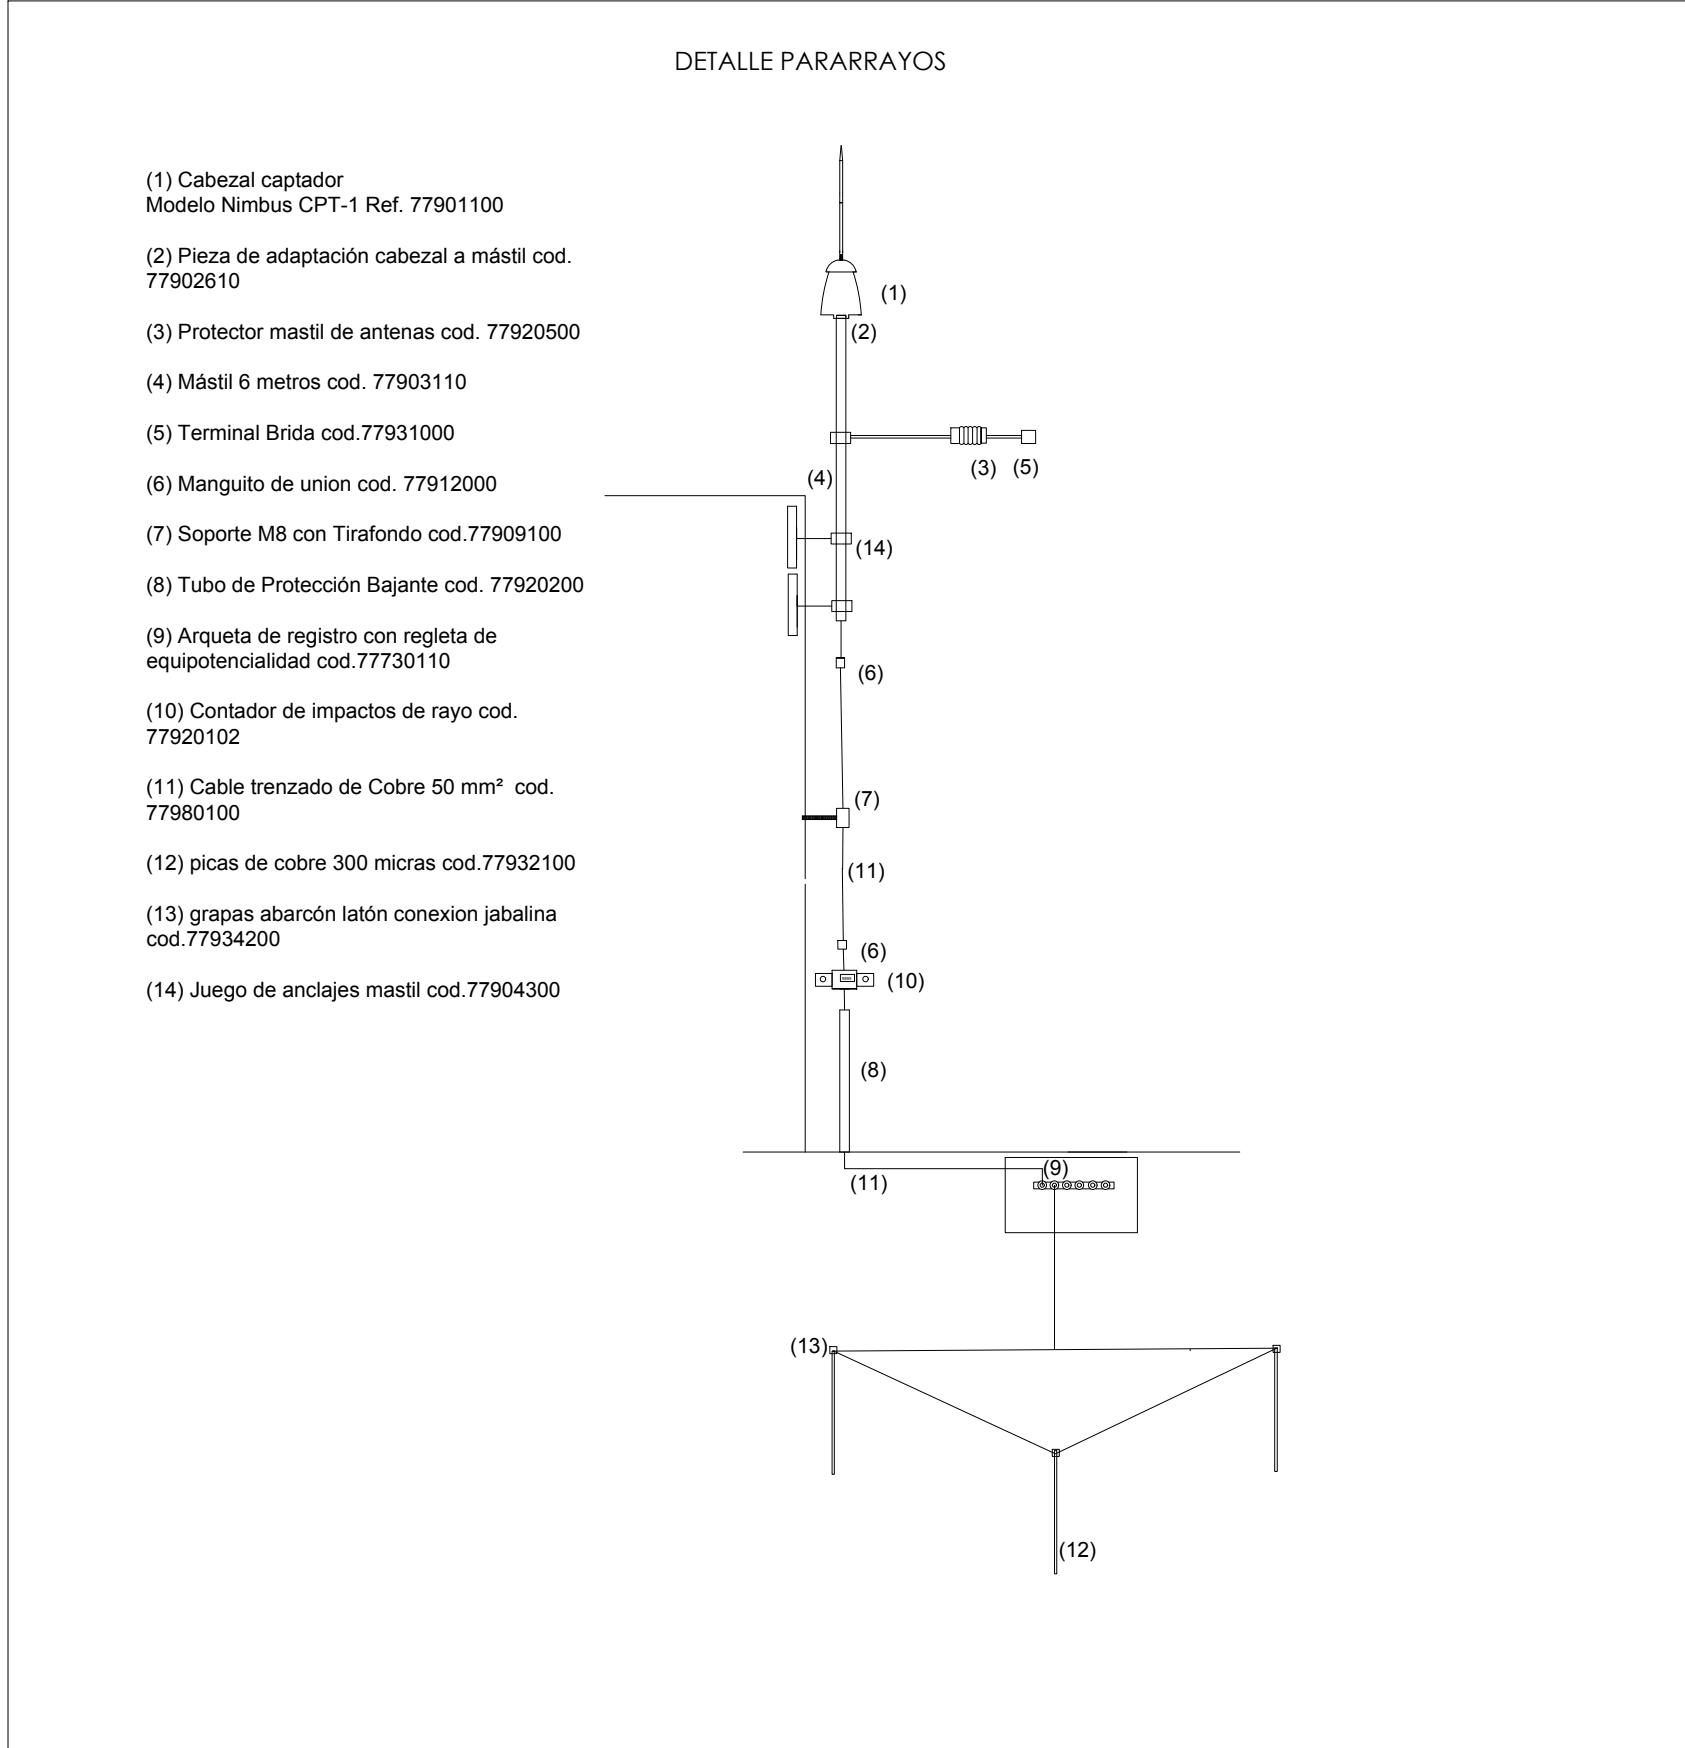 DETALLE PARARRAYOS
(1) Cabezal captador
Modelo Nimbus CPT-1 Ref. 77901100
(2) Pieza de adaptación cabezal a mástil cod.
77902610
(3) Protector mastil de antenas cod. 77920500
(4) Mástil 6 metros cod. 77903110
(5) Terminal Brida cod.77931000
(6) Manguito de union cod. 77912000
(7) Soporte M8 con Tirafondo cod.77909100
(8) Tubo de Protección Bajante cod. 77920200
(9) Arqueta de registro con regleta de
equipotencialidad cod.77730110
(10) Contador de impactos de rayo cod.
77920102
(11) Cable trenzado de Cobre 50 mm²  cod.
77980100
(12) picas de cobre 300 micras cod.77932100
(13) grapas abarcón latón conexion jabalina
cod.77934200
(14) Juego de anclajes mastil cod.77904300
(1)
(2)
(3) (5)
(4)
(14)
(6)
(7)
(11)
(6)
(10)
(8)
(9)
(11)
(13)
(12)